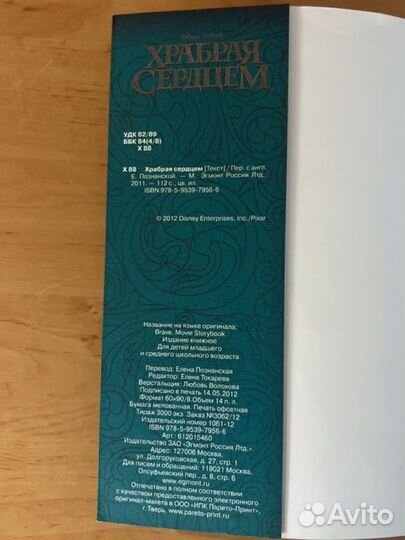 Disney PIXAR
ХРАБРАЯ
СЕРДЦЕМ
УДК 82/89
ББК 84(4/8)
Х 88
Х 88 Храбрая сердцем [Текст] / Пер. с англ.
Е. Познанской. — М.: Эгмонт Россия Лтд.,
2011. — 112 с., цв. ил.
ISBN 978-5-9539-7956-6
© 2012 Disney Enterprises, Inc./Pixar
Название на языке оригинала:
Brave. Movie Storybook
Издание книжное
Для детей младшего
и среднего школьного возраста
Перевод: Елена Познанская
Редактор: Елена Токарева
Верстальщик: Любовь Волохова
Подписано в печать 14.05.2012
Формат 60x90/8. Объем 14 п. л.
Бумага мелованная. Печать офсетная
Тираж 3000 экз. Заказ №3062/12
Издательский номер 1061-12
ISBN 978-5-9539-7956-6
Арт.: 612015460
Издательство ЗАО «Эгмонт Россия Лтд.»
Адрес: 127006 Москва,
ул. Долгоруковская, д. 27, стр. 1
Для писем и обращений: 119021 Москва,
Олсуфьевский пер., д. 8, стр. 6
www.egmont.ru
Отпечатано в полном соответствии
с качеством предоставленного электронного
оригинал-макета в ООО «ИПК Парето-Принт»,
г. Тверь, www.pareto-print.ru
Avito